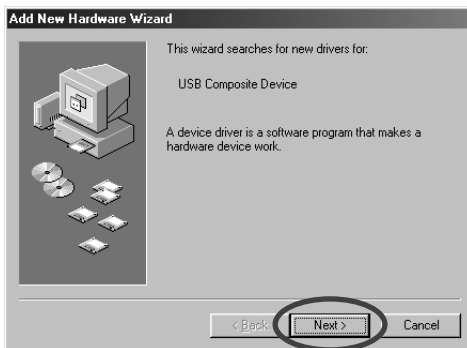 Add New Hardware Wizard
This wizard searches for new drivers for:
USB Composite Device
A device driver is a software program that makes a
hardware device work.
< Back
Next >
Cancel